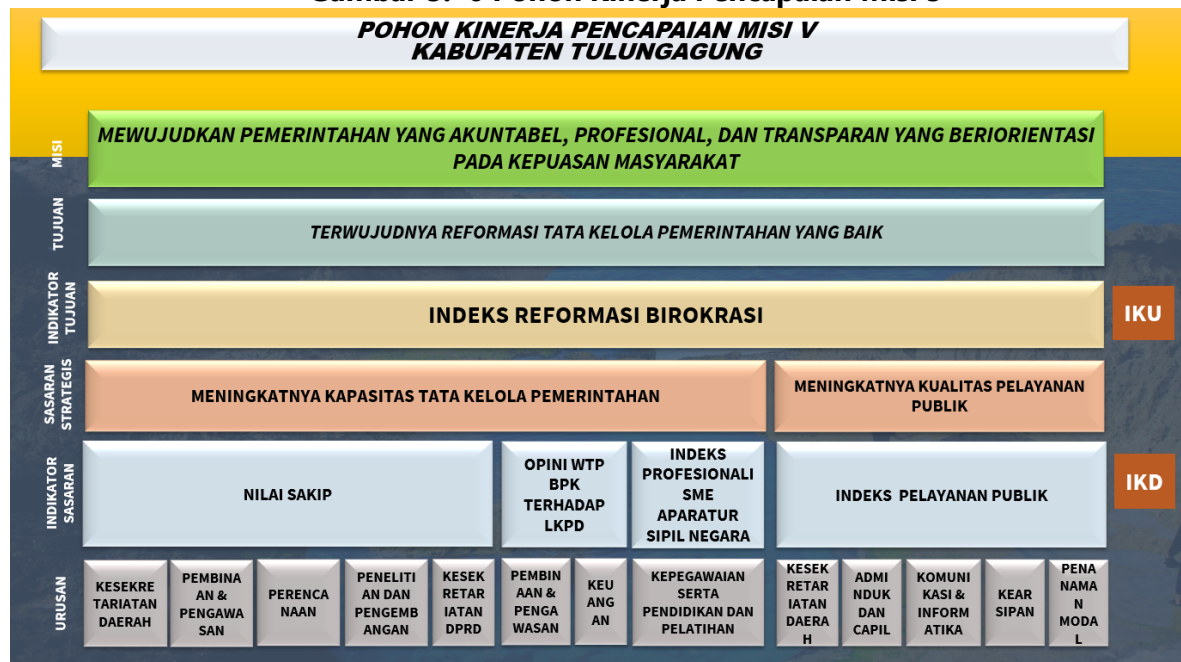 POHON KINERJA PENCAPAIAN MISI V
KABUPATEN TULUNGAGUNG
MISI
MEWUJUDKAN PEMERINTAHAN YANG AKUNTABEL, PROFESIONAL, DAN TRANSPARAN YANG BERIORIENTASI
PADA KEPUASAN MASYARAKAT
TUJUAN
TERWUJUDNYA REFORMASI TATA KELOLA PEMERINTAHAN YANG BAIK
INDIKATOR
TUJUAN
INDEKS REFORMASI BIROKRASI
IKU
SASARAN
STRATEGIS
MENINGKATNYA KAPASITAS TATA KELOLA PEMERINTAHAN
MENINGKATNYA KUALITAS PELAYANAN
PUBLIK
INDIKATOR
SASARAN
NILAI SAKIP
OPINI WTP
BPK
TERHADAP
LKPD
INDEKS
PROFESIONALI
SME
APARATUR
SIPIL NEGARA
INDEKS PELAYANAN PUBLIK
IKD
URUSAN
KESEKRE
TARIATAN
DAERAH
PEMBINA
AN &
PENGAWA
SAN
PERENCA
NAAN
PENELITI
AN DAN
PENGEMB
ANGAN
KESEK
RETAR
IATAN
DPRD
PEMBIN
AAN &
PENGA
WASAN
KEU
ANG
AN
KEPEGAWAIAN
SERTA
PENDIDIKAN DAN
PELATIHAN
KESEK
RETAR
IATAN
DAERA
H
ADMI
NDUK
DAN
CAPIL
KOMUNI
KASI &
INFORM
ATIKA
KEAR
SIPAN
PENA
NAMA
N
MODA
L